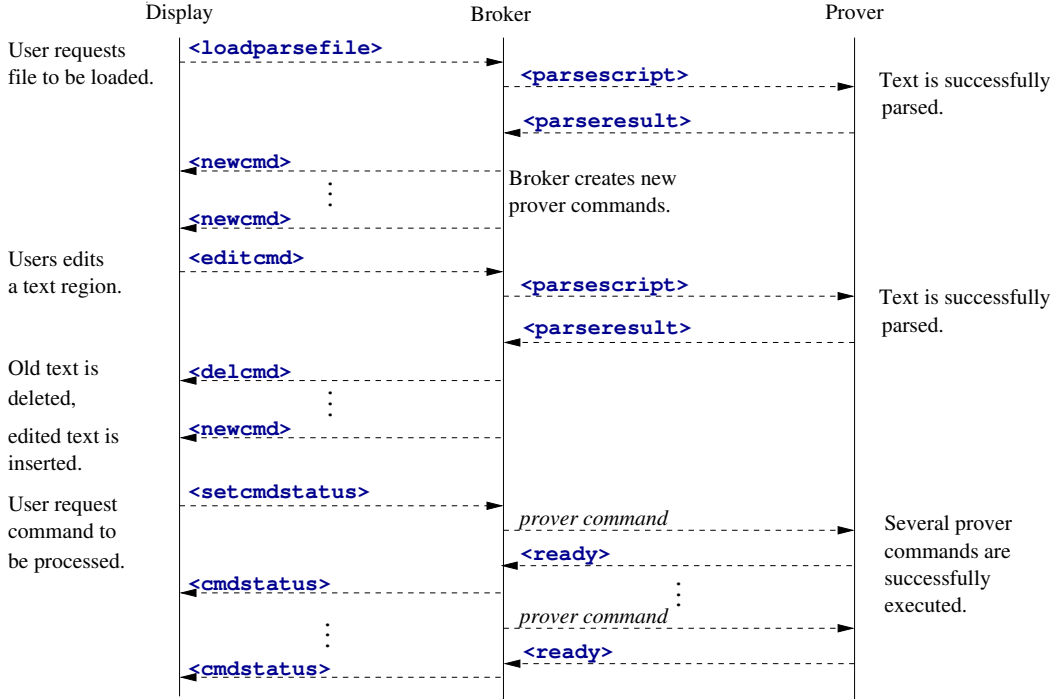 Display
Broker
Prover
User requests
file to be loaded.
<loadparsefile>
<parsescript>
Text is successfully
parsed.
<parseresult>
<newcmd>
Broker creates new
prover commands.
<newcmd>
Users edits
a text region.
<editcmd>
<parsescript>
Text is successfully
parsed.
<parseresult>
Old text is
deleted,
<delcmd>
edited text is
inserted.
<newcmd>
User request
command to
be processed.
<setcmdstatus>
prover command
Several prover
commands are
successfully
executed.
<ready>
<cmdstatus>
prover command
<ready>
<cmdstatus>